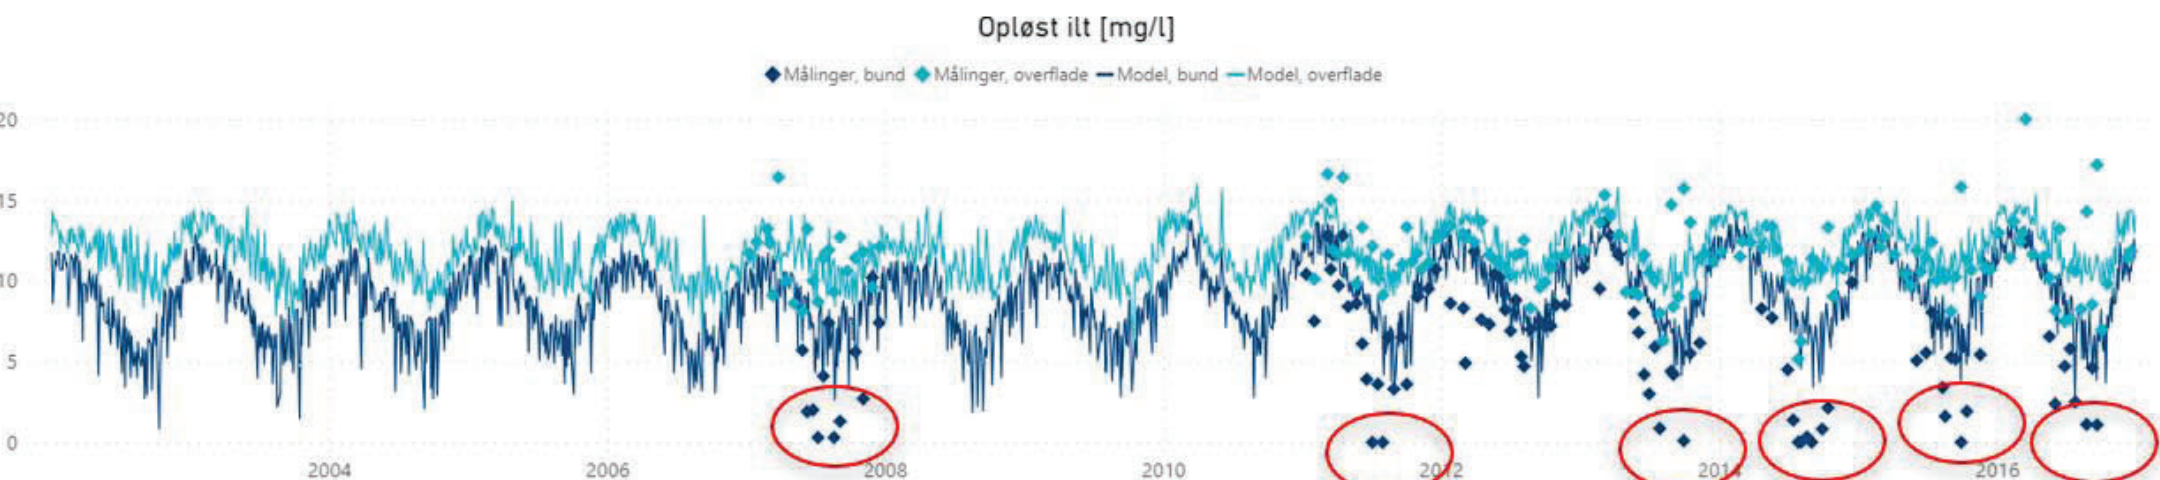 Opløst ilt [mg/l]
Målinger, bund Målinger, overflade Model, bund Model, overflade
20
15
10
5
0
2004 2006 2008 2010 2012 2014 2016